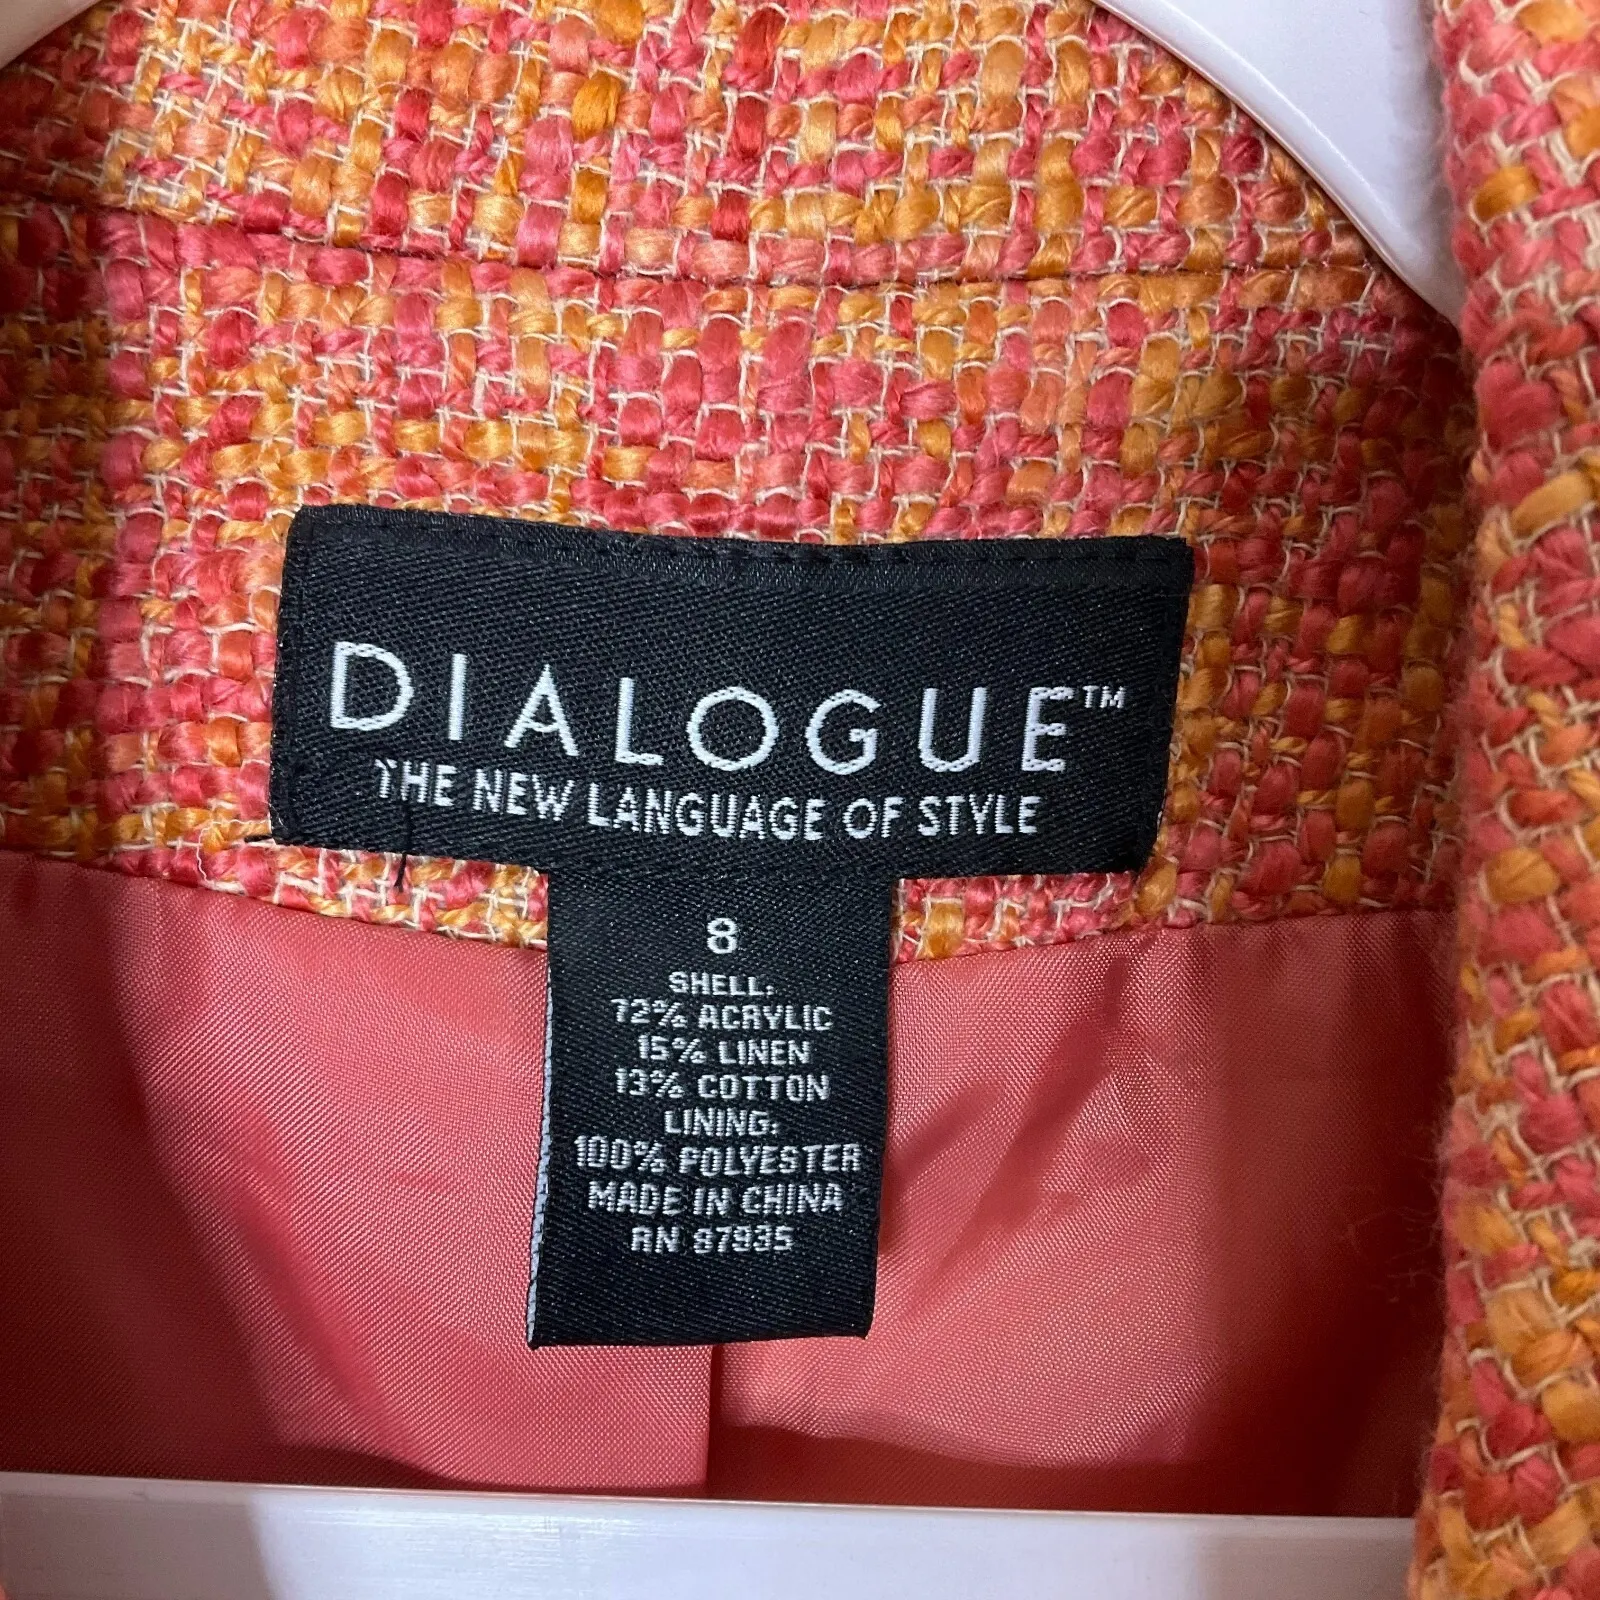 DIALOGUE™
THE NEW LANGUAGE OF STYLE
8
SHELL:
72% ACRYLIC
15% LINEN
13% COTTON
LINING:
100% POLYESTER
MADE IN CHINA
RN 87935